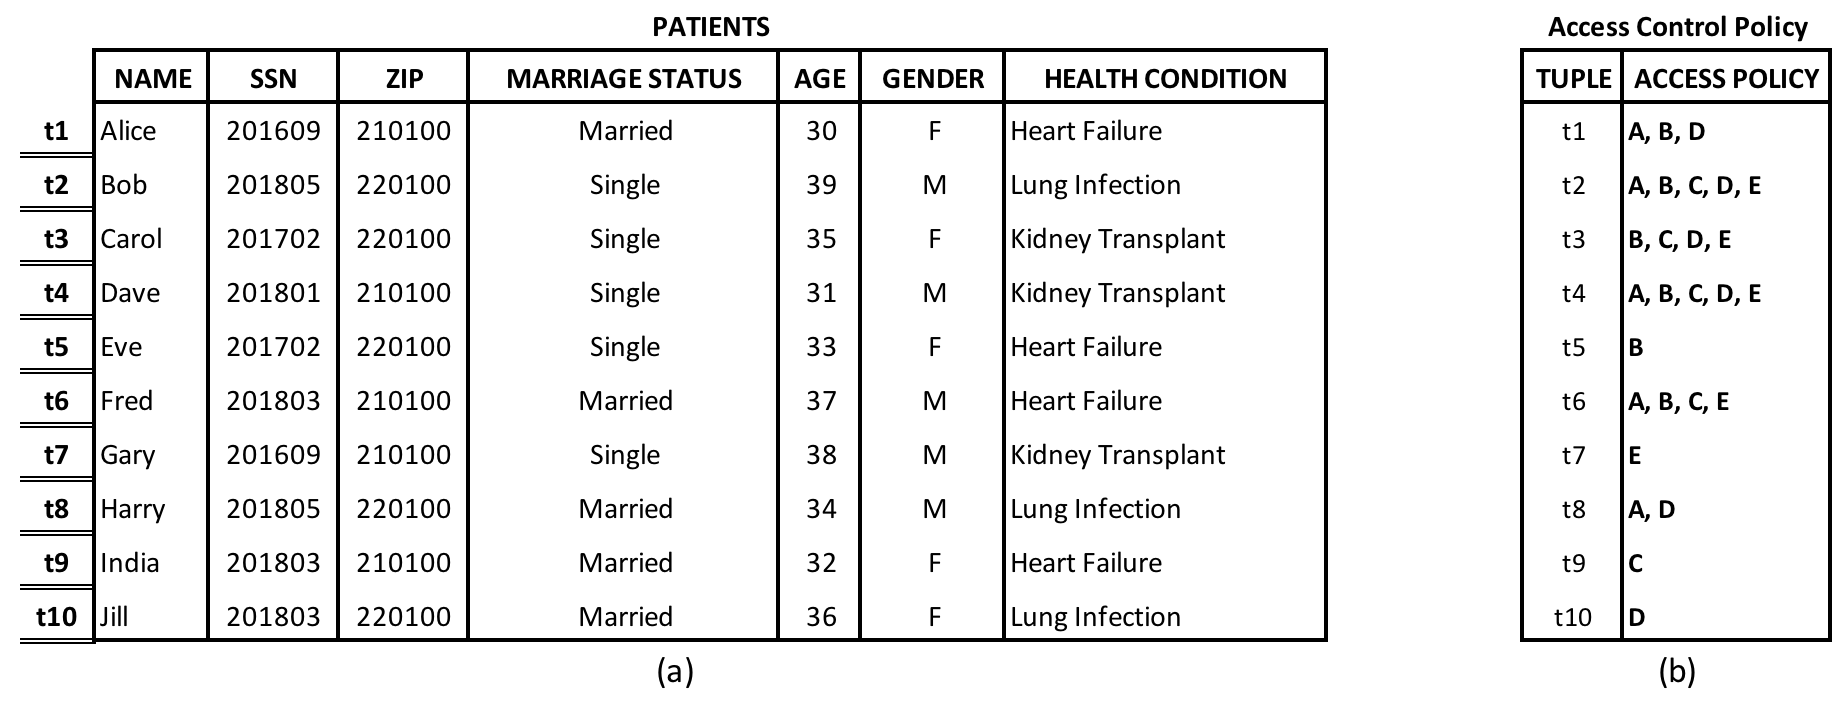 PATIENTS Access Control Policy
NAME SSN ZIP MARRIAGE STATUS AGE GENDER HEALTH CONDITION TUPLE ACCESS POLICY
t1 Alice 201609 210100 Married 30 F Heart Failure t1 A, B, D
t2 Bob 201805 220100 Single 39 M Lung Infection t2 A, B, C, D, E
t3 Carol 201702 220100 Single 35 F Kidney Transplant t3 B, C, D, E
t4 Dave 201801 210100 Single 31 M Kidney Transplant t4 A, B, C, D, E
t5 Eve 201702 220100 Single 33 F Heart Failure t5 B
t6 Fred 201803 210100 Married 37 M Heart Failure t6 A, B, C, E
t7 Gary 201609 210100 Single 38 M Kidney Transplant t7 E
t8 Harry 201805 220100 Married 34 M Lung Infection t8 A, D
t9 India 201803 210100 Married 32 F Heart Failure t9 C
t10 Jill 201803 220100 Married 36 F Lung Infection t10 D
(a) (b)